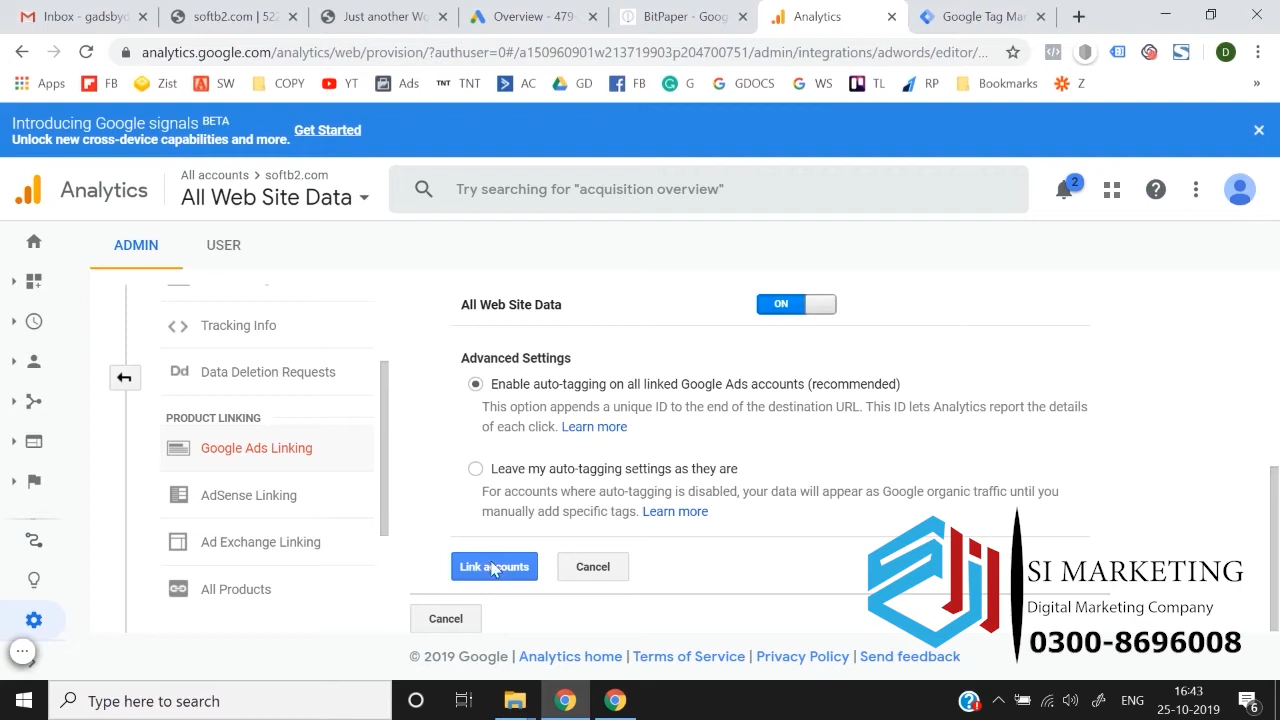 Inbox - gadsbyd
softb2.com | 522
Just another Wo
Overview - 479-
BitPaper - Goog
Analytics
Google Tag Mar
analytics.google.com/analytics/web/provision/?authuser=0#/a150960901w213719903p204700751/admin/integrations/adwords/editor/...
D
Apps FB Zist SW COPY YT Ads TNT TNT AC GD FB G GDOCS WS TL RP Bookmarks Z »
Introducing Google signals BETA
Get Started
Unlock new cross-device capabilities and more.
Analytics
All accounts > softb2.com
All Web Site Data
Try searching for "acquisition overview"
2
ADMIN USER
Tracking Info
Dd Data Deletion Requests
PRODUCT LINKING
Google Ads Linking
AdSense Linking
Ad Exchange Linking
All Products
All Web Site Data ON
Advanced Settings
Enable auto-tagging on all linked Google Ads accounts (recommended)
This option appends a unique ID to the end of the destination URL. This ID lets Analytics report the details
of each click. Learn more
Leave my auto-tagging settings as they are
For accounts where auto-tagging is disabled, your data will appear as Google organic traffic until you
manually add specific tags. Learn more
Link accounts Cancel
Cancel
SI MARKETING
Digital Marketing Company
0300-8696008
© 2019 Google | Analytics home | Terms of Service | Privacy Policy | Send feedback
Type here to search
ENG
16:43
25-10-2019
6